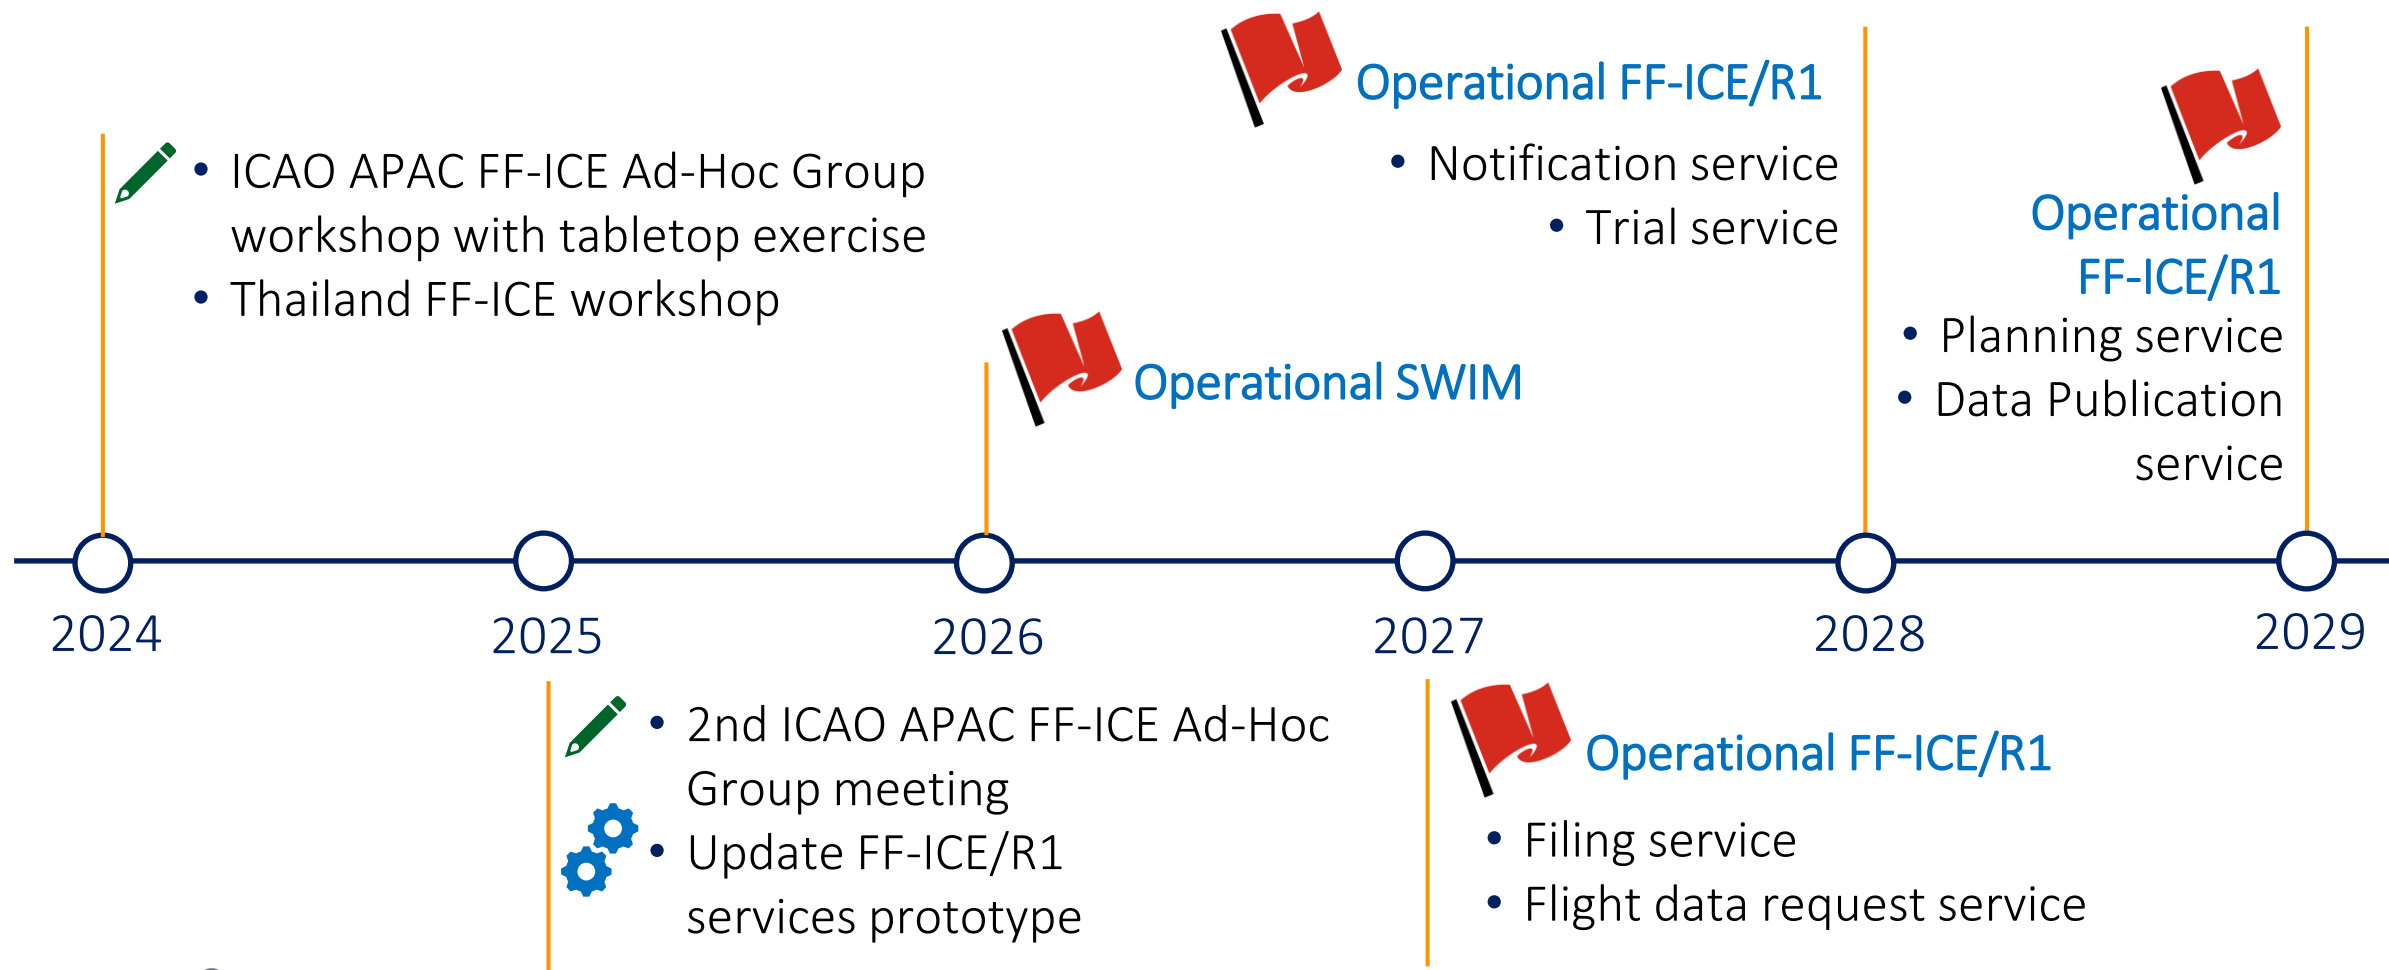 Operational FF-ICE/R1
• Notification service
• Trial service
• ICAO APAC FF-ICE Ad-Hoc Group
workshop with tabletop exercise
• Thailand FF-ICE workshop
Operational
FF-ICE/R1
• Planning service
• Data Publication
service
Operational SWIM
2024
2025
2026
2027
2028
2029
• 2nd ICAO APAC FF-ICE Ad-Hoc
Group meeting
• Update FF-ICE/R1
services prototype
Operational FF-ICE/R1
• Filing service
• Flight data request service